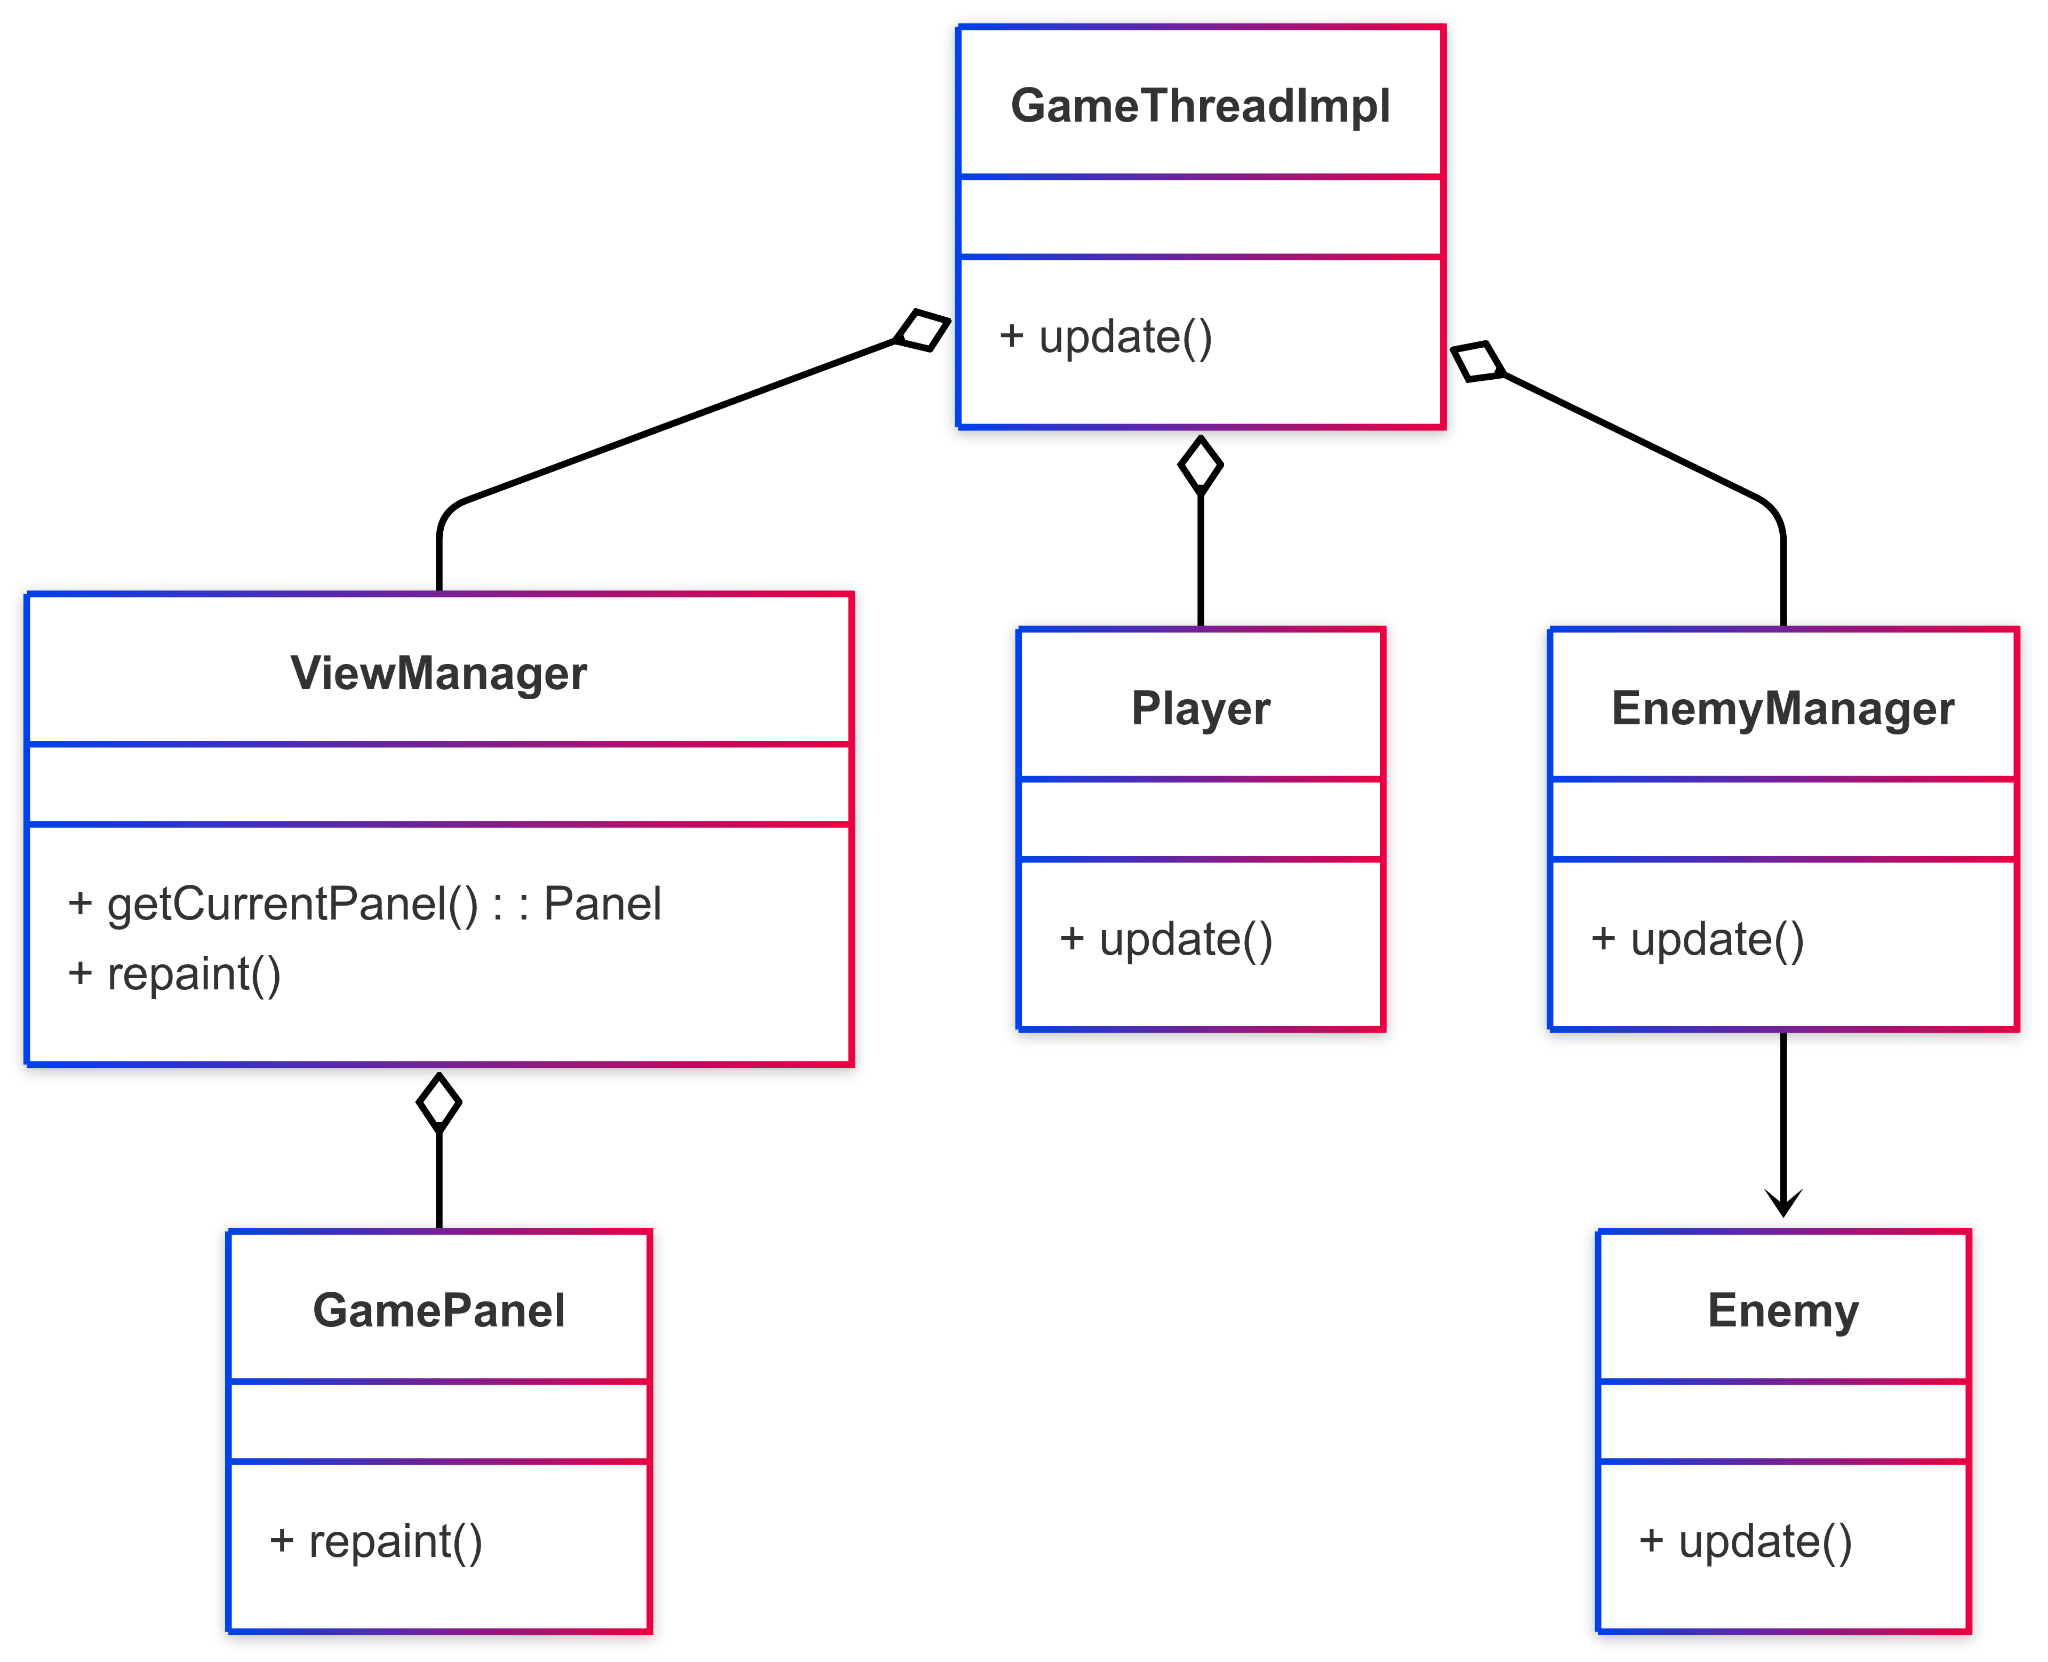 GameThreadImpl
+ update()
ViewManager
+ getCurrentPanel() : : Panel
+ repaint()
Player
+ update()
EnemyManager
+ update()
GamePanel
+ repaint()
Enemy
+ update()